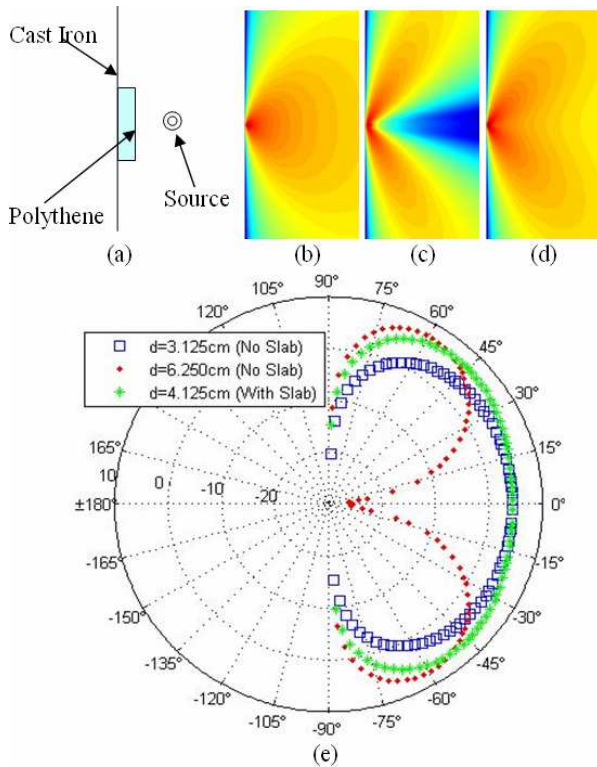 Cast Iron
Polythene
Source
(a)
(b)
(c)
(d)
90°
105°
75°
120°
60°
45°
30°
15°
0°
-15°
-30°
-45°
-60°
-75°
-90°
-105°
-120°
-135°
-150°
-165°
±180°
165°
10
0
-10
-20
d=3.125cm (No Slab)
d=6.250cm (No Slab)
d=4.125cm (With Slab)
(e)